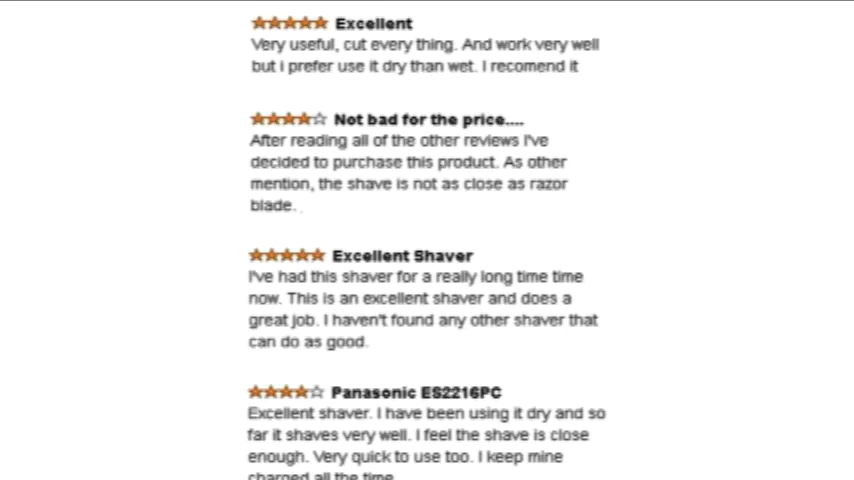 Excellent
Very useful, cut every thing. And work very well
but i prefer use it dry than wet. I recomend it
Not bad for the price....
After reading all of the other reviews I've
decided to purchase this product. As other
mention, the shave is not as close as razor
blade.
Excellent Shaver
I've had this shaver for a really long time time
now. This is an excellent shaver and does a
great job. I haven't found any other shaver that
can do as good.
Panasonic ES2216PC
Excellent shaver. I have been using it dry and so
far it shaves very well. I feel the shave is close
enough. Very quick to use too. I keep mine
charged all the time